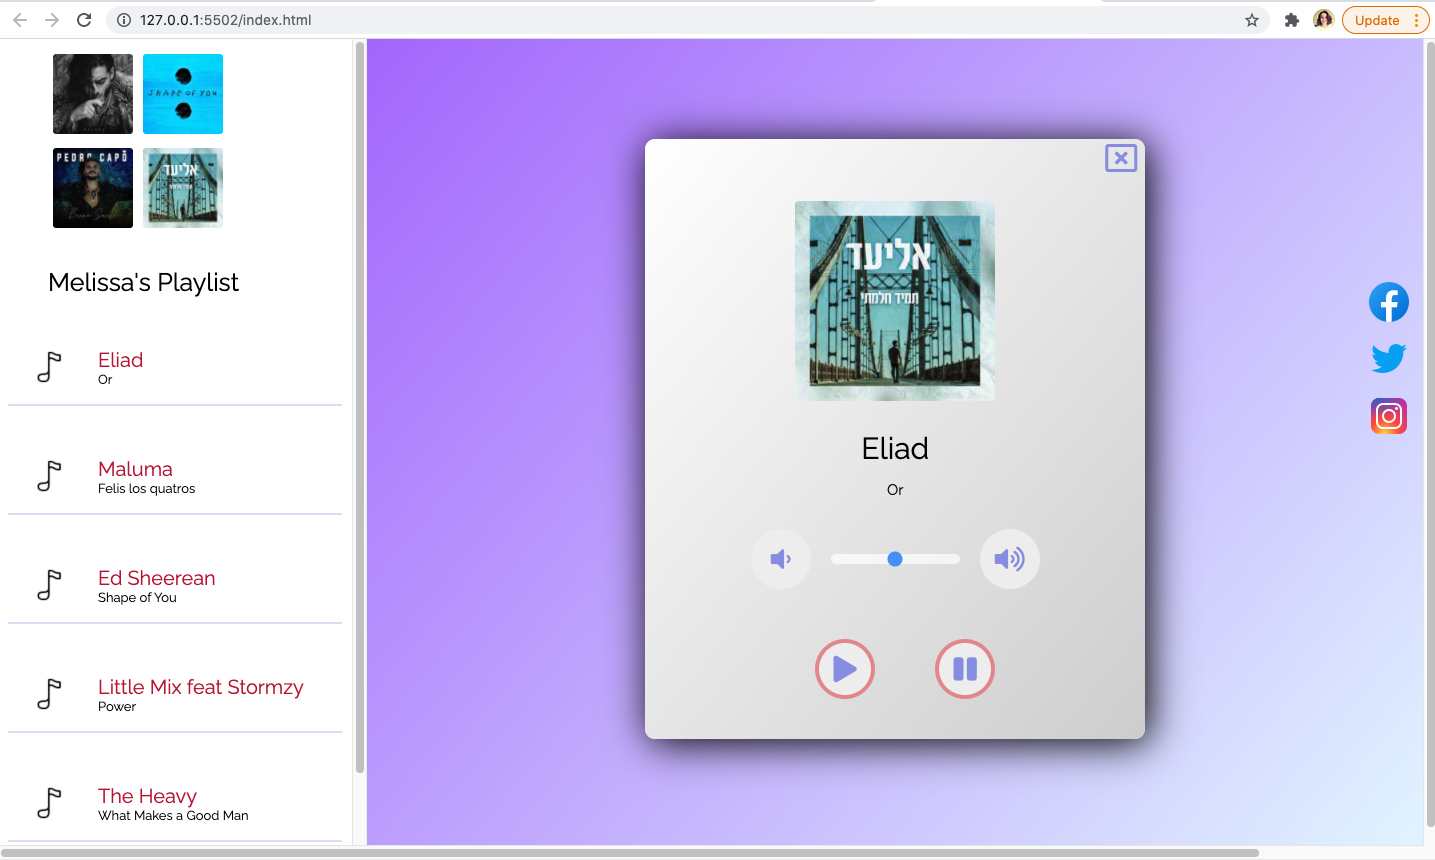 127.0.0.1:5502/index.html
Update
SHAPE OF YOU
PEDRO CAPÓ
אליעד
Melissa's Playlist
Eliad
Or
Maluma
Felis los quatros
Ed Sheerean
Shape of You
Little Mix feat Stormzy
Power
The Heavy
What Makes a Good Man
אליעד
תמיד חלמתי
Eliad
Or